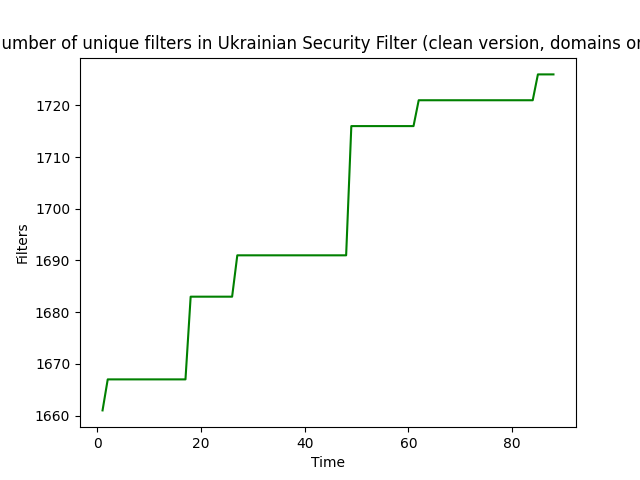 umber of unique filters in Ukrainian Security Filter (clean version, domains or
1720
1710
1700
1690
1680
1670
1660
Filters
0 20 40 60 80
Time